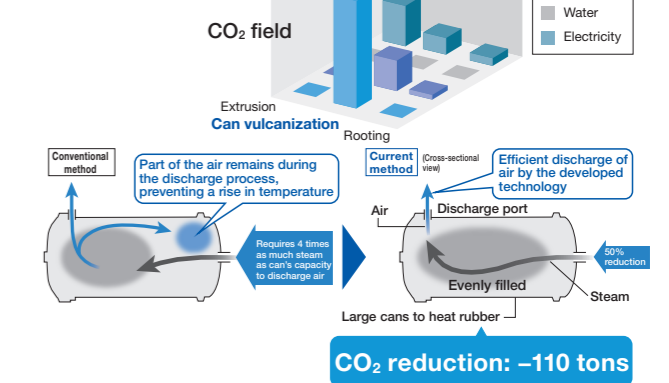 Water
Electricity
CO₂ field
Extrusion
Can vulcanization
Rooting
Conventional
method
Part of the air remains during
the discharge process,
preventing a rise in temperature
Requires 4 times
as much steam
as can's capacity
to discharge air
Current
method
(Cross-sectional
view)
Efficient discharge of
air by the developed
technology
Air
Discharge port
50%
reduction
Evenly filled
Steam
Large cans to heat rubber
CO₂ reduction: –110 tons